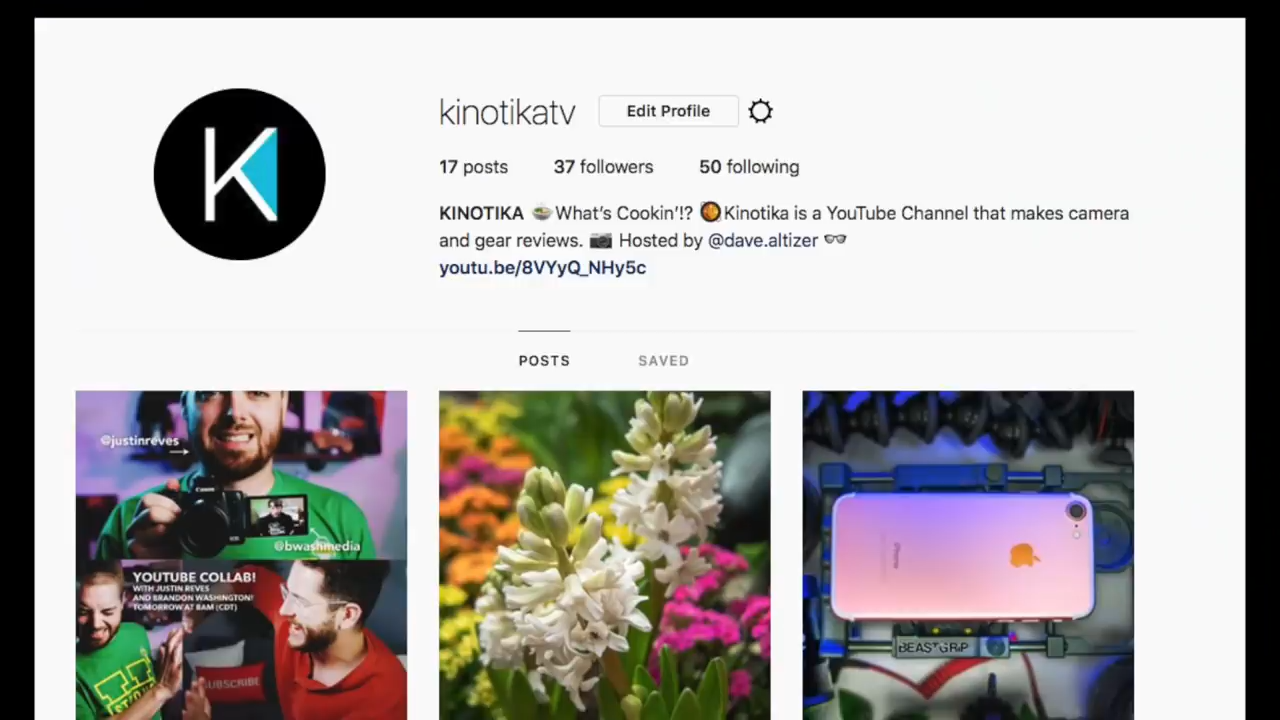 K
kinotikatv Edit Profile
17 posts 37 followers 50 following
KINOTIKA 🍲What's Cookin'!? 🥘Kinotika is a YouTube Channel that makes camera
and gear reviews. 📷 Hosted by @dave.altizer 👓
youtu.be/8VYyQ_NHy5c
POSTS SAVED
@justinreves
Canon
@bwashmedia
YOUTUBE COLLAB!
WITH JUSTIN REVES
AND BRANDON WASHINGTON!
TOMORROW AT 8AM (CDT)
SUBSCRIBE
iPhone
BEASTGRIP